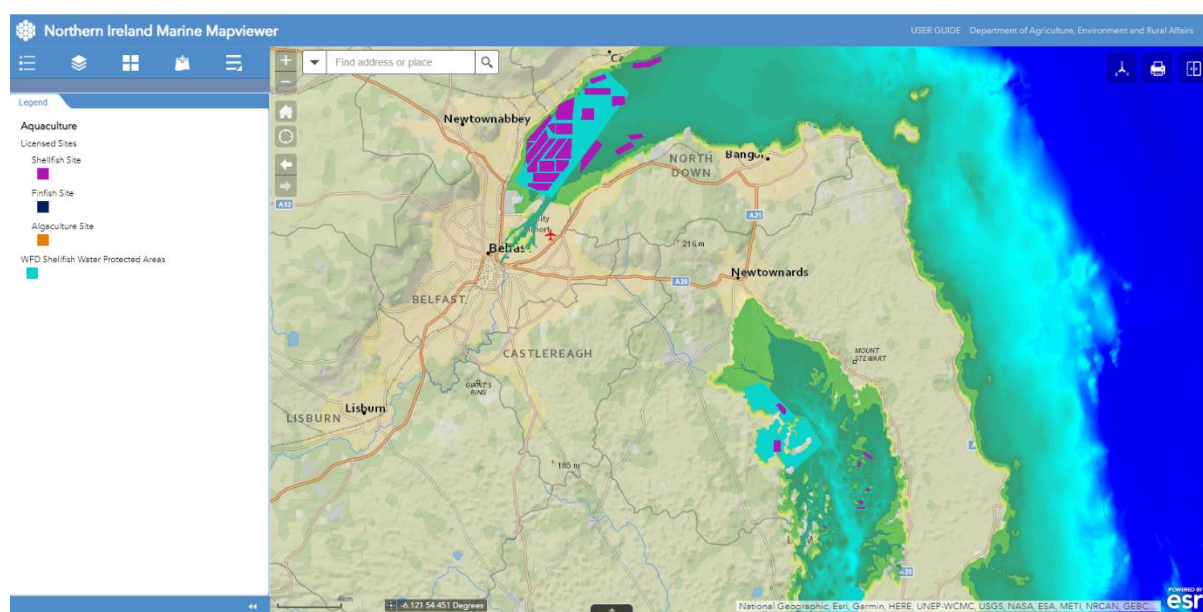 Northern Ireland Marine Mapviewer
USER GUIDE Department of Agriculture, Environment and Rural Affairs
Find address or place
Legend
Aquaculture
Licensed Sites
Shellfish Site
Finfish Site
Algaculture Site
WFD Shellfish Water Protected Areas
Newtownabbey
NORTH
DOWN
Bangor
A52
A21
City
Belfast
216 m
A20
Newtownards
BELFAST
CASTLEREAGH
MOUNT
STEWART
GIANT'S
RING
Lisburn
LISBURN
185 m
A20
4km
-6.121 54.451 Degrees
National Geographic, Esri, Garmin, HERE, UNEP-WCMC, USGS, NASA, ESA, METI, NRCAN, GEBC...
POWERED BY
esri